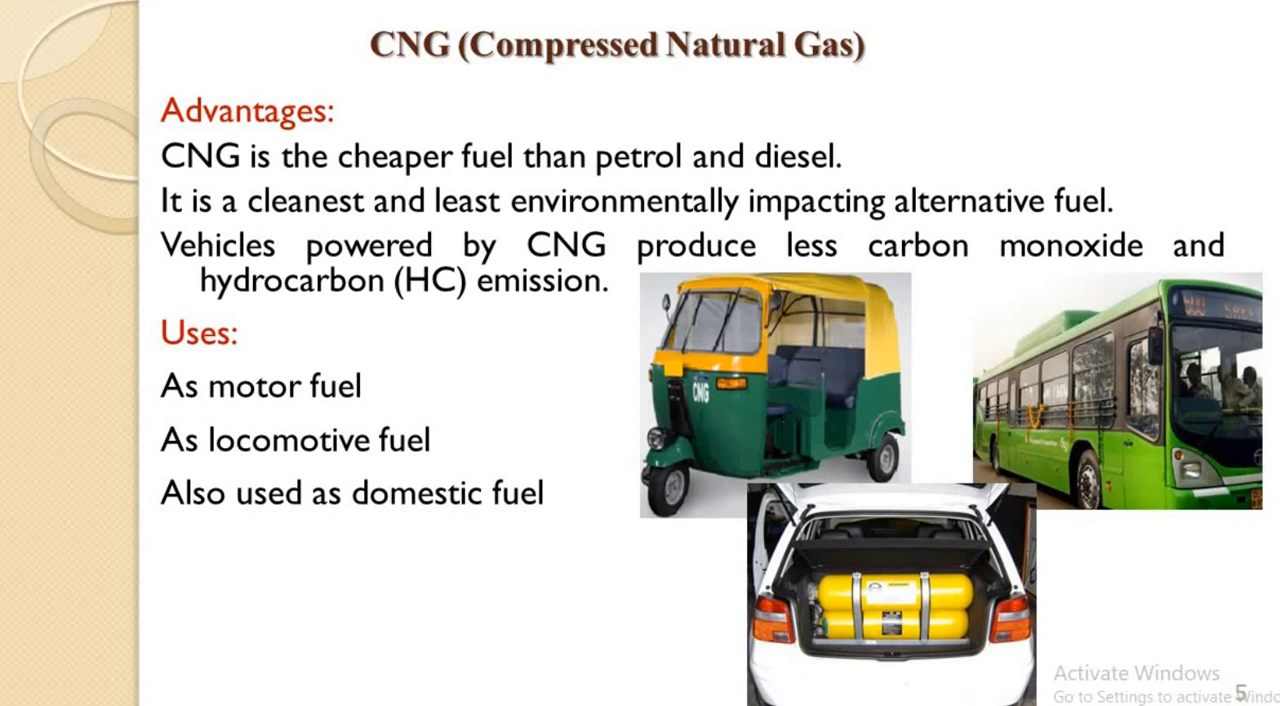 CNG (Compressed Natural Gas)
Advantages:
CNG is the cheaper fuel than petrol and diesel.
It is a cleanest and least environmentally impacting alternative fuel.
Vehicles powered by CNG produce less carbon monoxide and
hydrocarbon (HC) emission.
Uses:
As motor fuel
As locomotive fuel
Also used as domestic fuel
CNG
Activate Windows
Go to Settings to activate Windo
5